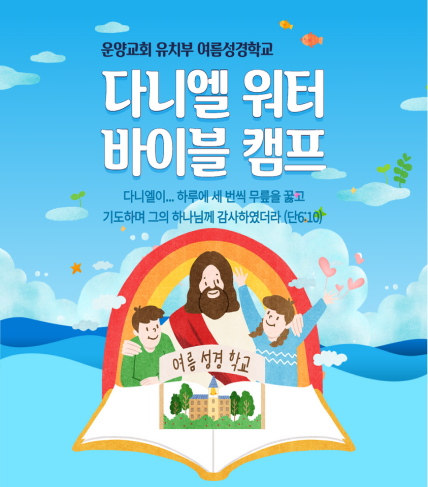 운양교회 유치부 여름성경학교
다니엘 워터
바이블 캠프
다니엘이... 하루에 세 번씩 무릎을 꿇고
기도하며 그의 하나님께 감사하였더라 (단6:10)
여름 성경 학교